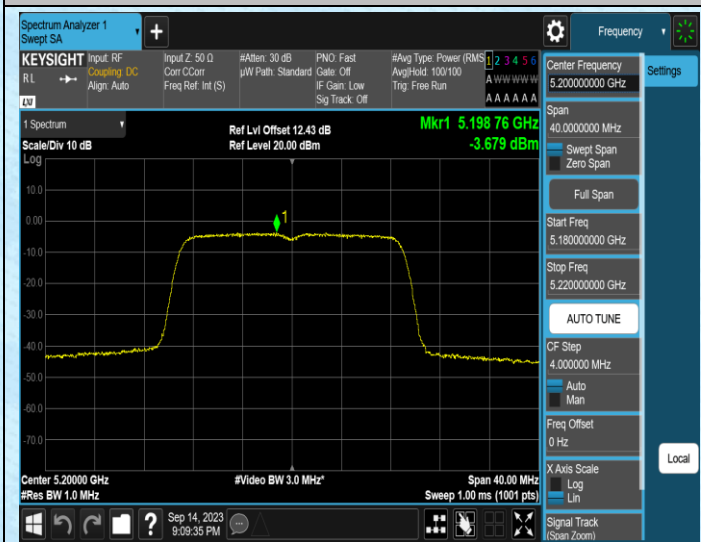 Spectrum Analyzer 1
Swept SA
+
Frequency
KEYSIGHT
RL
LXI
Input: RF
Coupling: DC
Align: Auto
Input Z: 50 Ω
Corr CCorr
Freq Ref: Int (S)
#Atten: 30 dB
µW Path: Standard
PNO: Fast
Gate: Off
IF Gain: Low
Sig Track: Off
#Avg Type: Power (RMS
Avg|Hold: 100/100
Trig: Free Run
1 2 3 4 5 6
A W W W W W
A A A A A A
1 Spectrum
Scale/Div 10 dB
Log
Ref Lvl Offset 12.43 dB
Ref Level 20.00 dBm
Mkr1 5.198 76 GHz
-3.679 dBm
10.0
0.00
-10.0
-20.0
-30.0
-40.0
-50.0
-60.0
-70.0
1
Center 5.20000 GHz
#Res BW 1.0 MHz
#Video BW 3.0 MHz*
Span 40.00 MHz
Sweep 1.00 ms (1001 pts)
?
Sep 14, 2023
9:09:35 PM
Center Frequency
5.200000000 GHz
Span
40.0000000 MHz
Swept Span
Zero Span
Full Span
Start Freq
5.180000000 GHz
Stop Freq
5.220000000 GHz
AUTO TUNE
CF Step
4.000000 MHz
Auto
Man
Freq Offset
0 Hz
X Axis Scale
Log
Lin
Signal Track
(Span Zoom)
Settings
Local